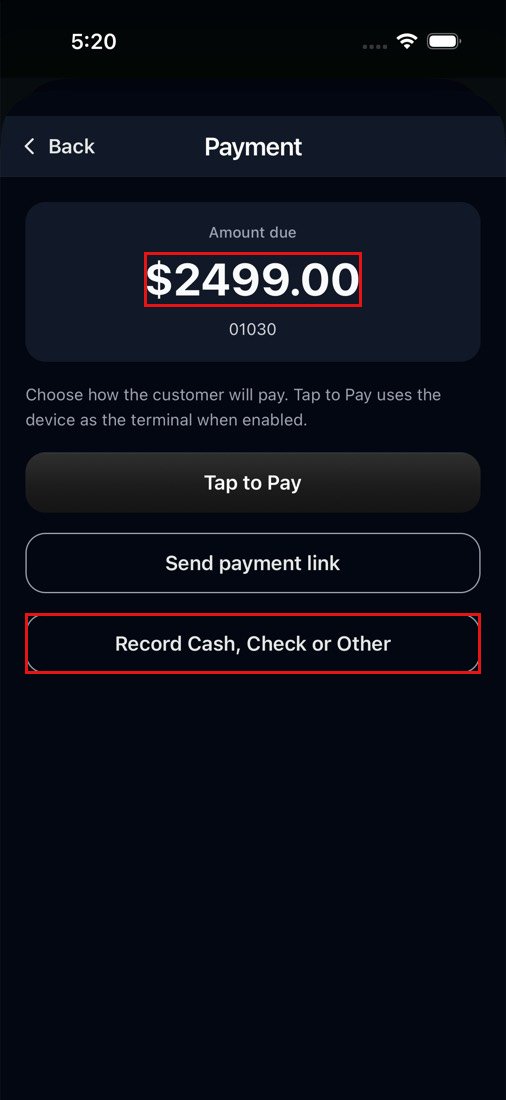 5:20
Back
Payment
Amount due
$2499.00
01030
Choose how the customer will pay. Tap to Pay uses the
device as the terminal when enabled.
Tap to Pay
Send payment link
Record Cash, Check or Other